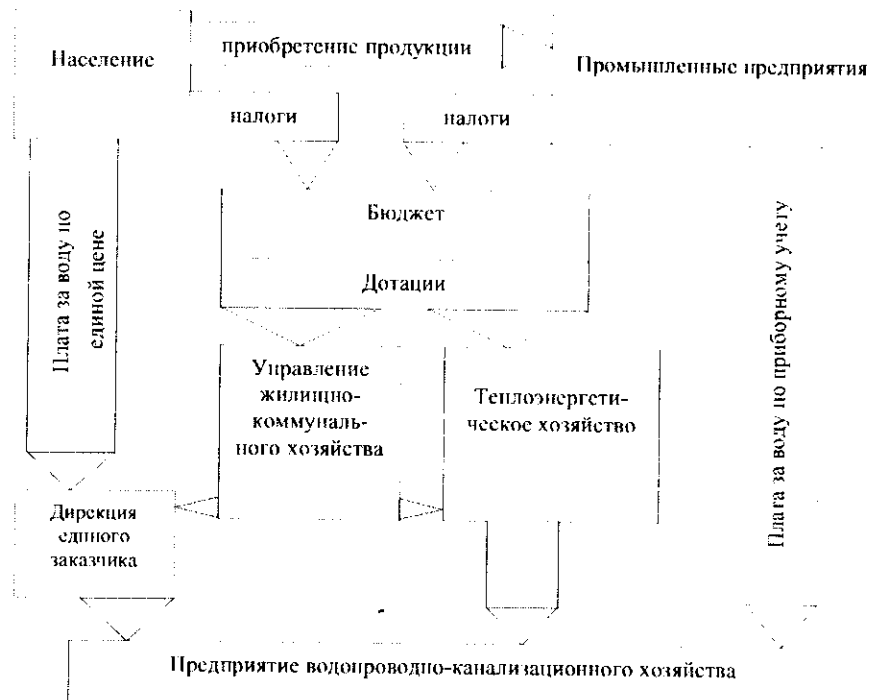 Население
приобретение продукции
Промышленные предприятия
налоги
налоги
Плата за воду по
единой цене
Бюджет
Дотации
Плата за воду по приборному учету
Управление
жилищно-
коммуналь-
ного хозяйства
Теплоэнергети-
ческое хозяйство
Дирекция
единого
заказчика
Предприятие водопроводно-канализационного хозяйства